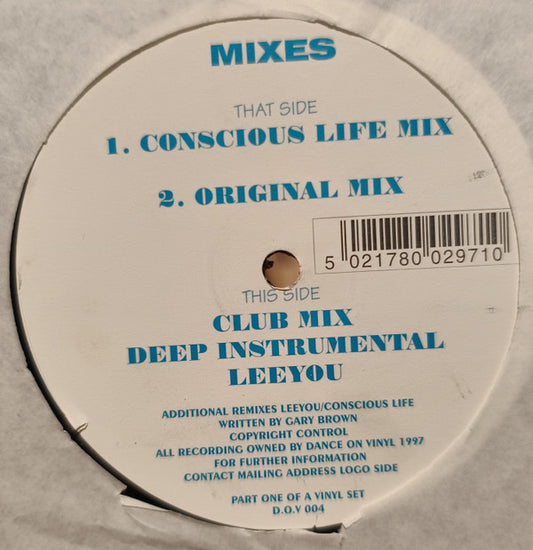 MIXES
THAT SIDE
1. CONSCIOUS LIFE MIX
2. ORIGINAL MIX
5 021780 029710
THIS SIDE
CLUB MIX
DEEP INSTRUMENTAL
LEEYOU
ADDITIONAL REMIXES LEEYOU/CONSCIOUS LIFE
WRITTEN BY GARY BROWN
COPYRIGHT CONTROL
ALL RECORDING OWNED BY DANCE ON VINYL 1997
FOR FURTHER INFORMATION
CONTACT MAILING ADDRESS LOGO SIDE
PART ONE OF A VINYL SET
D.O.V 004